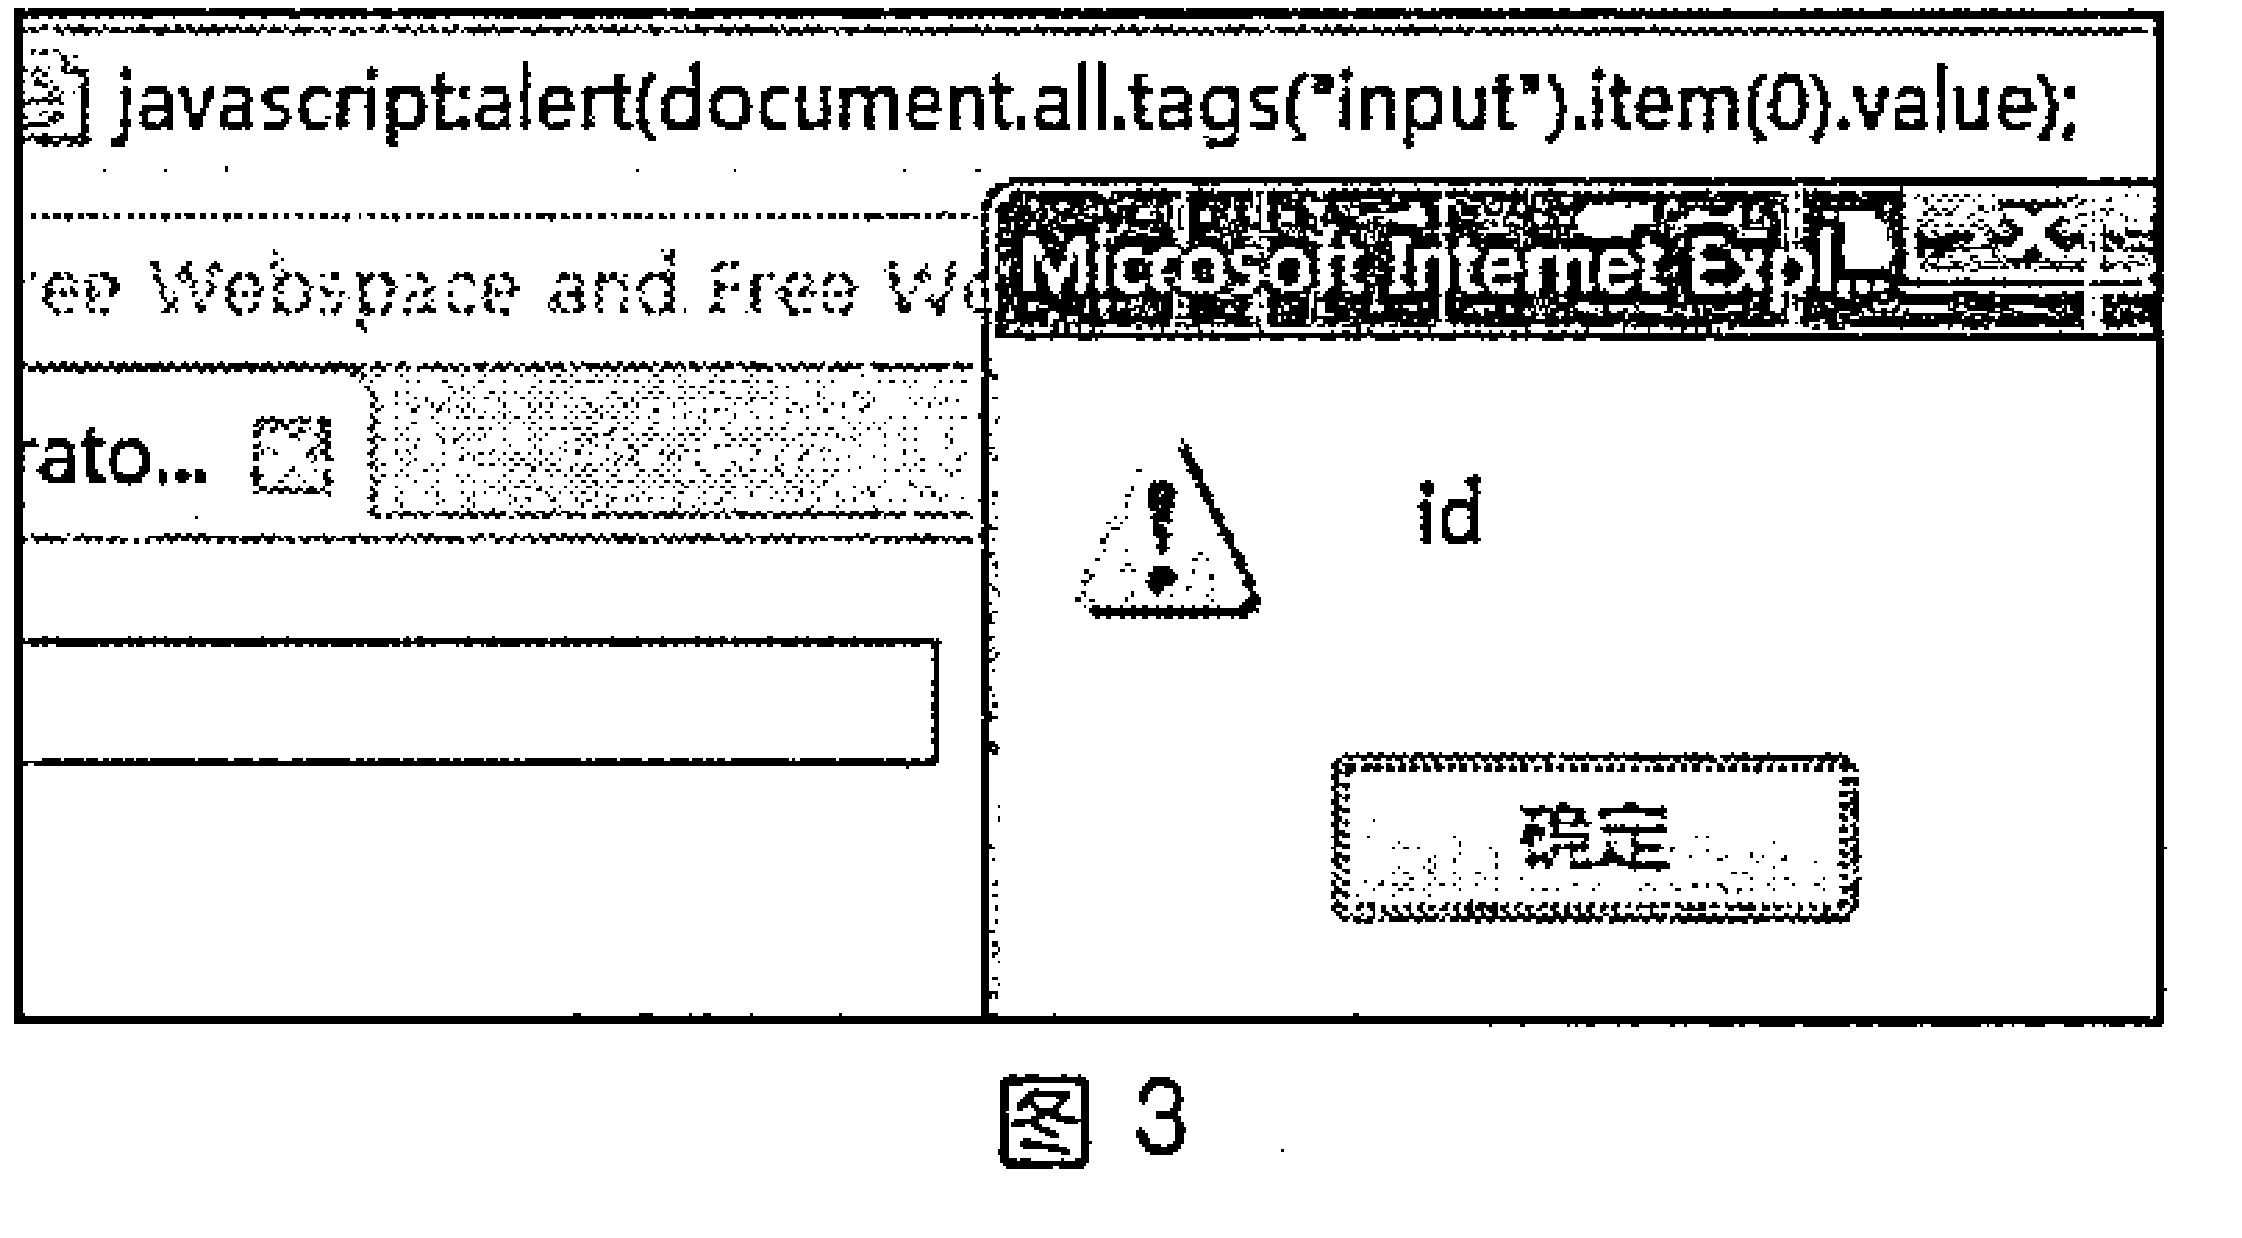 javascript:alert(document.all.tags("input").item(0).value);
ree Webspace and Free We
Microsoft Internet Expl...
rato...
id
确定
图 3